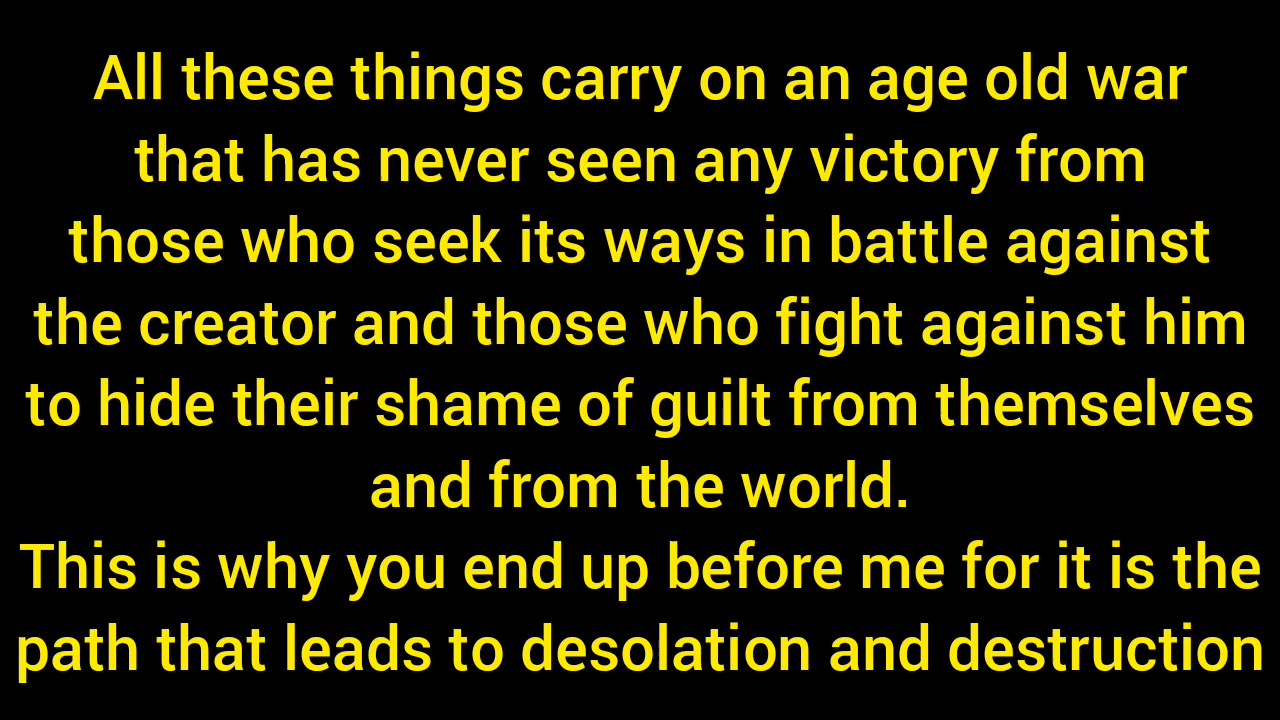 All these things carry on an age old war
that has never seen any victory from
those who seek its ways in battle against
the creator and those who fight against him
to hide their shame of guilt from themselves
and from the world.
This is why you end up before me for it is the
path that leads to desolation and destruction